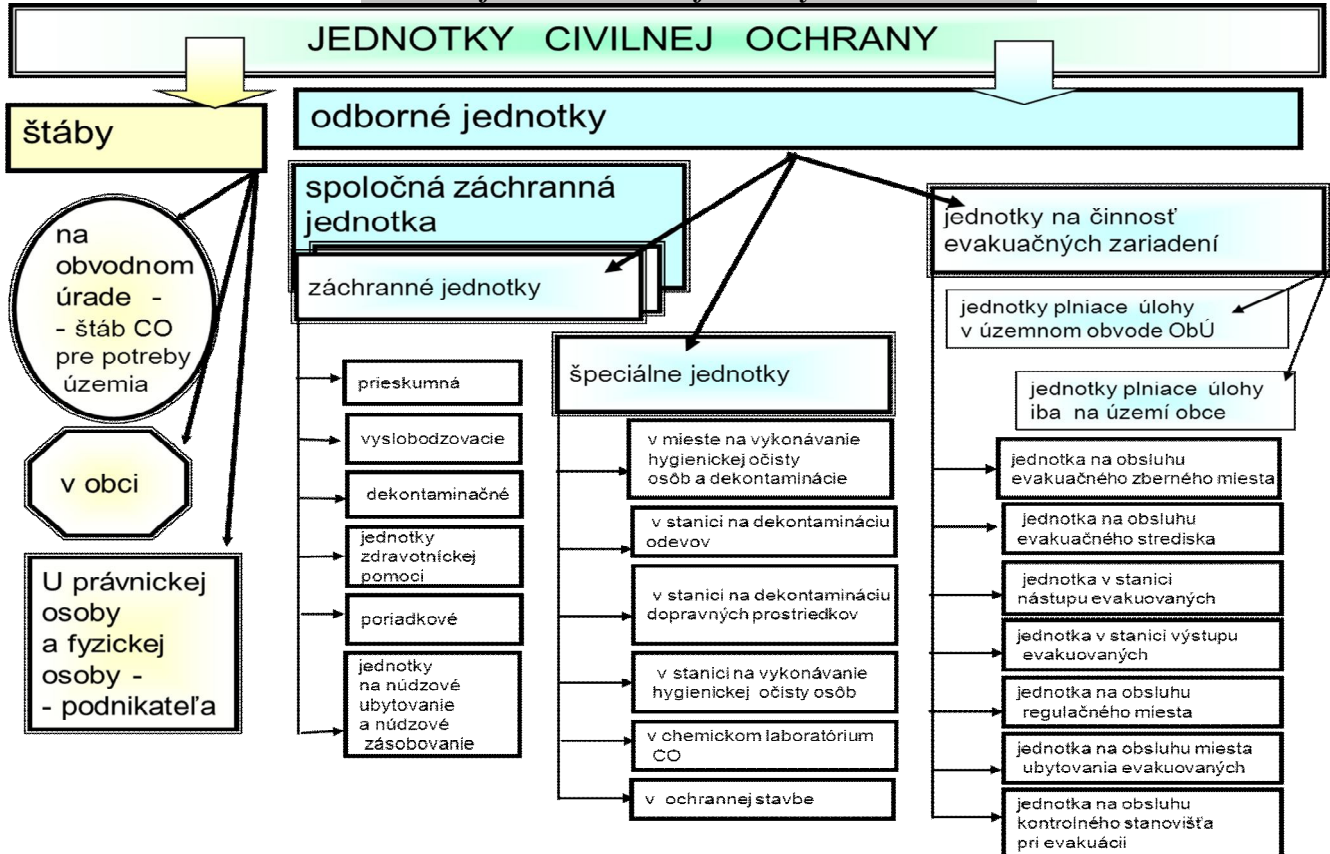 JEDNOTKY CIVILNEJ OCHRANY
štáby
na
obvodnom
úrade -
- štáb CO
pre potreby
územia
v obci
U právnickej
osoby
a fyzickej
osoby -
- podnikateľa
odborné jednotky
spoločná záchranná
jednotka
záchranné jednotky
prieskumná
vyslobodzovacie
dekontaminačné
jednotky
zdravotníckej
pomoci
poriadkové
jednotky
na núdzové
ubytovanie
a núdzové
zásobovanie
špeciálne jednotky
v mieste na vykonávanie
hygienickej očisty
osôb a dekontaminácie
v stanici na dekontamináciu
odevov
v stanici na dekontamináciu
dopravných prostriedkov
v stanici na vykonávanie
hygienickej očisty osôb
v chemickom laboratórium
CO
v ochrannej stavbe
jednotky na činnosť
evakuačných zariadení
jednotky plniace úlohy
v územnom obvode ObÚ
jednotky plniace úlohy
iba na území obce
jednotka na obsluhu
evakuačného zberného miesta
jednotka na obsluhu
evakuačného strediska
jednotka v stanici
nástupu evakuovaných
jednotka v stanici výstupu
evakuovaných
jednotka na obsluhu
regulačného miesta
jednotka na obsluhu miesta
ubytovania evakuovaných
jednotka na obsluhu
kontrolného stanovišťa
pri evakuácii